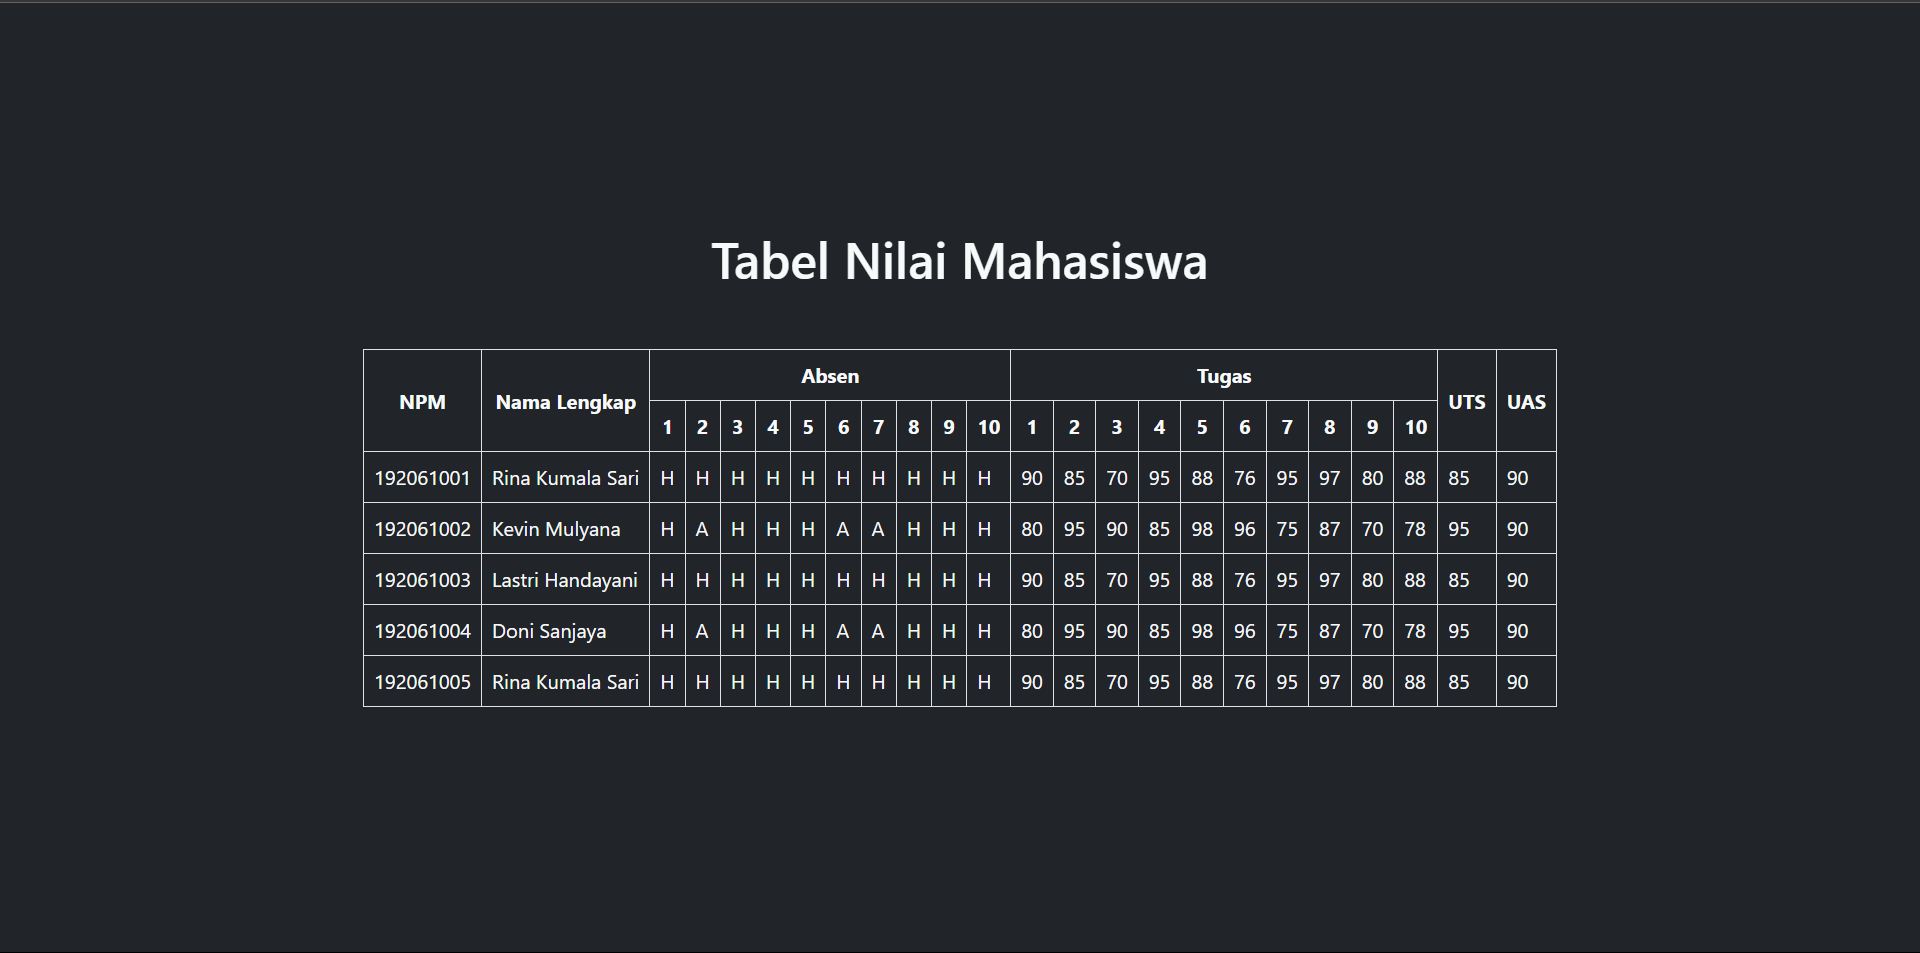 Tabel Nilai Mahasiswa
NPM Nama Lengkap Absen Tugas UTS UAS
1 2 3 4 5 6 7 8 9 10 1 2 3 4 5 6 7 8 9 10
192061001 Rina Kumala Sari H H H H H H H H H H 90 85 70 95 88 76 95 97 80 88 85 90
192061002 Kevin Mulyana H A H H H A A H H H 80 95 90 85 98 96 75 87 70 78 95 90
192061003 Lastri Handayani H H H H H H H H H H 90 85 70 95 88 76 95 97 80 88 85 90
192061004 Doni Sanjaya H A H H H A A H H H 80 95 90 85 98 96 75 87 70 78 95 90
192061005 Rina Kumala Sari H H H H H H H H H H 90 85 70 95 88 76 95 97 80 88 85 90